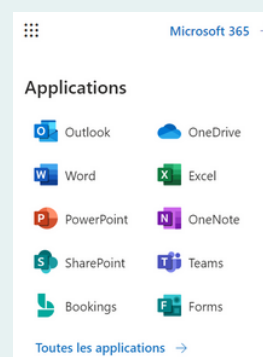 Microsoft 365
Applications
Outlook OneDrive
Word Excel
PowerPoint OneNote
SharePoint Teams
Bookings Forms
Toutes les applications →